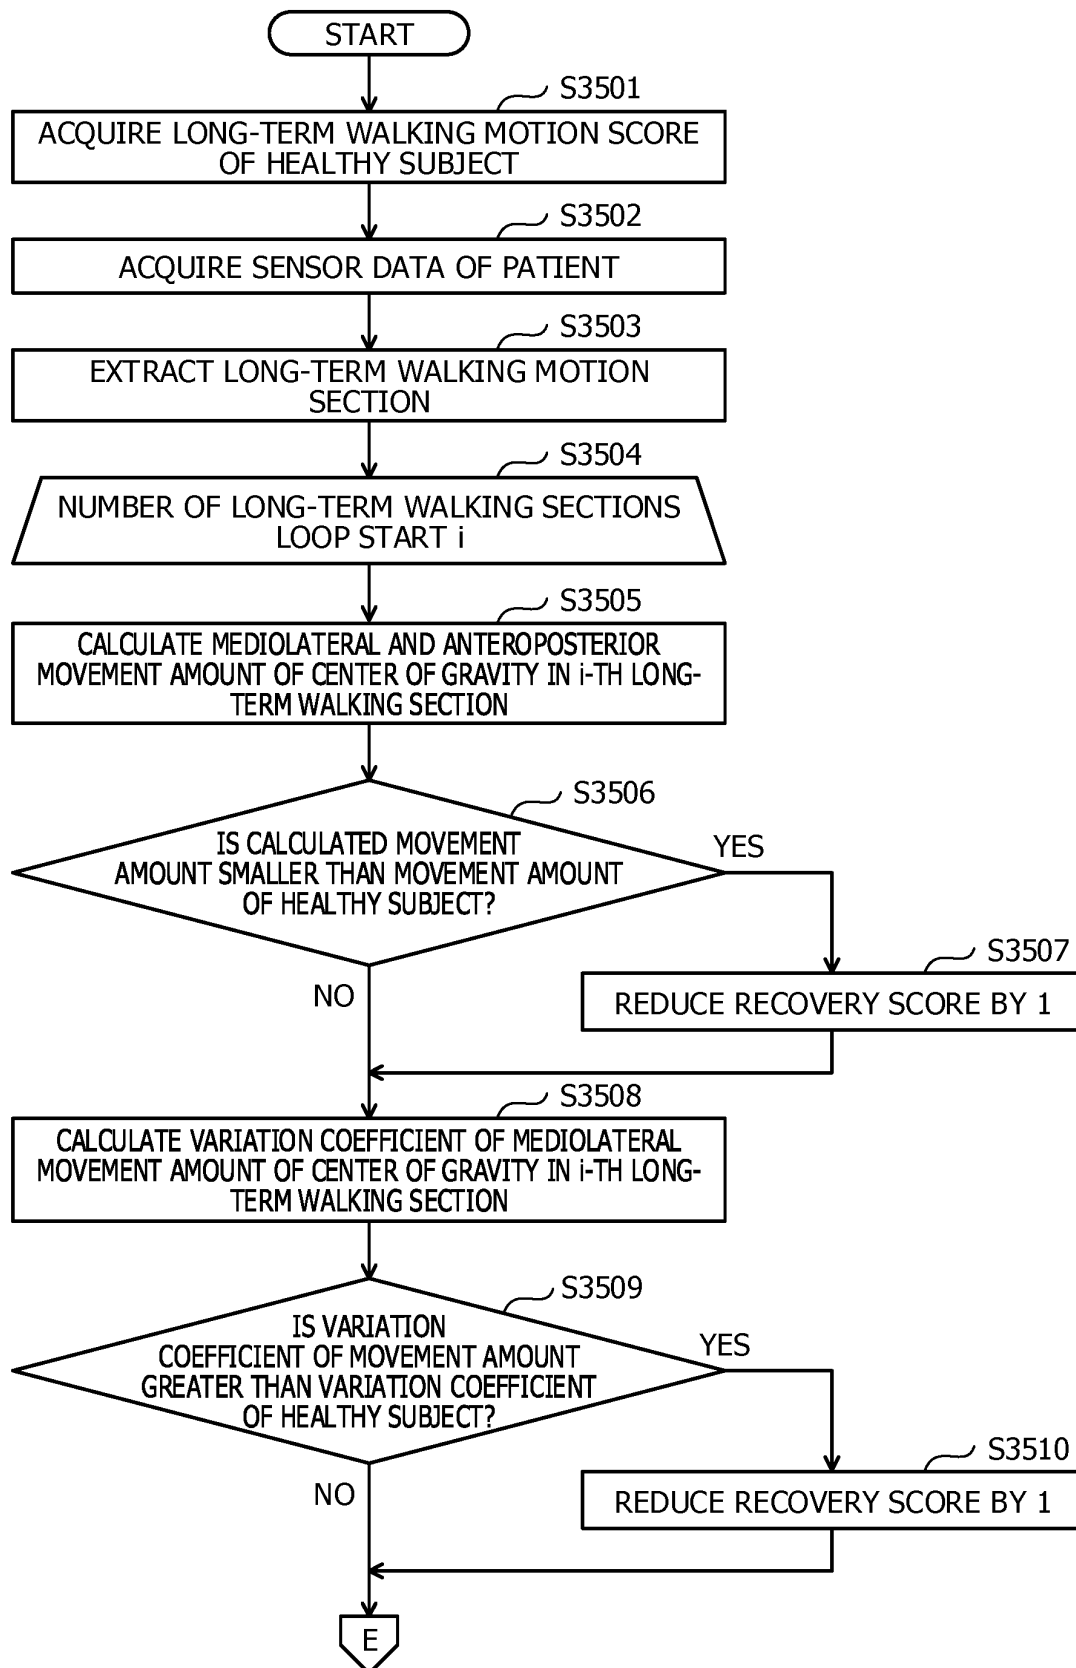 START
S3501
ACQUIRE LONG-TERM WALKING MOTION SCORE
OF HEALTHY SUBJECT
S3502
ACQUIRE SENSOR DATA OF PATIENT
S3503
EXTRACT LONG-TERM WALKING MOTION
SECTION
S3504
NUMBER OF LONG-TERM WALKING SECTIONS
LOOP START i
S3505
CALCULATE MEDIOLATERAL AND ANTEROPOSTERIOR
MOVEMENT AMOUNT OF CENTER OF GRAVITY IN i-TH LONG-
TERM WALKING SECTION
S3506
IS CALCULATED MOVEMENT
AMOUNT SMALLER THAN MOVEMENT AMOUNT
OF HEALTHY SUBJECT?
YES
S3507
REDUCE RECOVERY SCORE BY 1
NO
S3508
CALCULATE VARIATION COEFFICIENT OF MEDIOLATERAL
MOVEMENT AMOUNT OF CENTER OF GRAVITY IN i-TH LONG-
TERM WALKING SECTION
S3509
IS VARIATION
COEFFICIENT OF MOVEMENT AMOUNT
GREATER THAN VARIATION COEFFICIENT
OF HEALTHY SUBJECT?
YES
S3510
REDUCE RECOVERY SCORE BY 1
NO
E